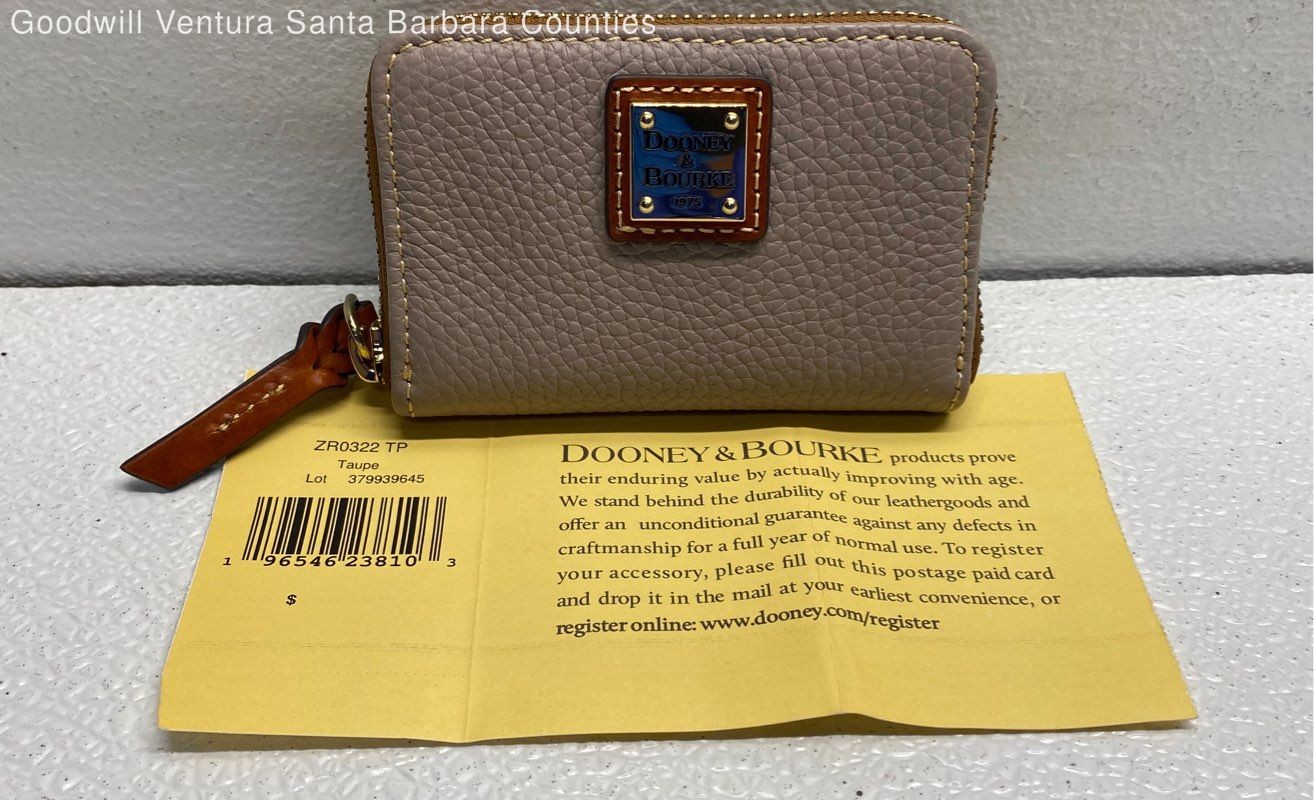 Goodwill Ventura Santa Barbara Counties
DOONEY
&
BOURKE
1975
ZR0322 TP
Taupe
Lot 379939645
1 96546 23810 3
$
DOONEY & BOURKE products prove
their enduring value by actually improving with age.
We stand behind the durability of our leathergoods and
offer an unconditional guarantee against any defects in
craftmanship for a full year of normal use. To register
your accessory, please fill out this postage paid card
and drop it in the mail at your earliest convenience, or
register online: www.dooney.com/register